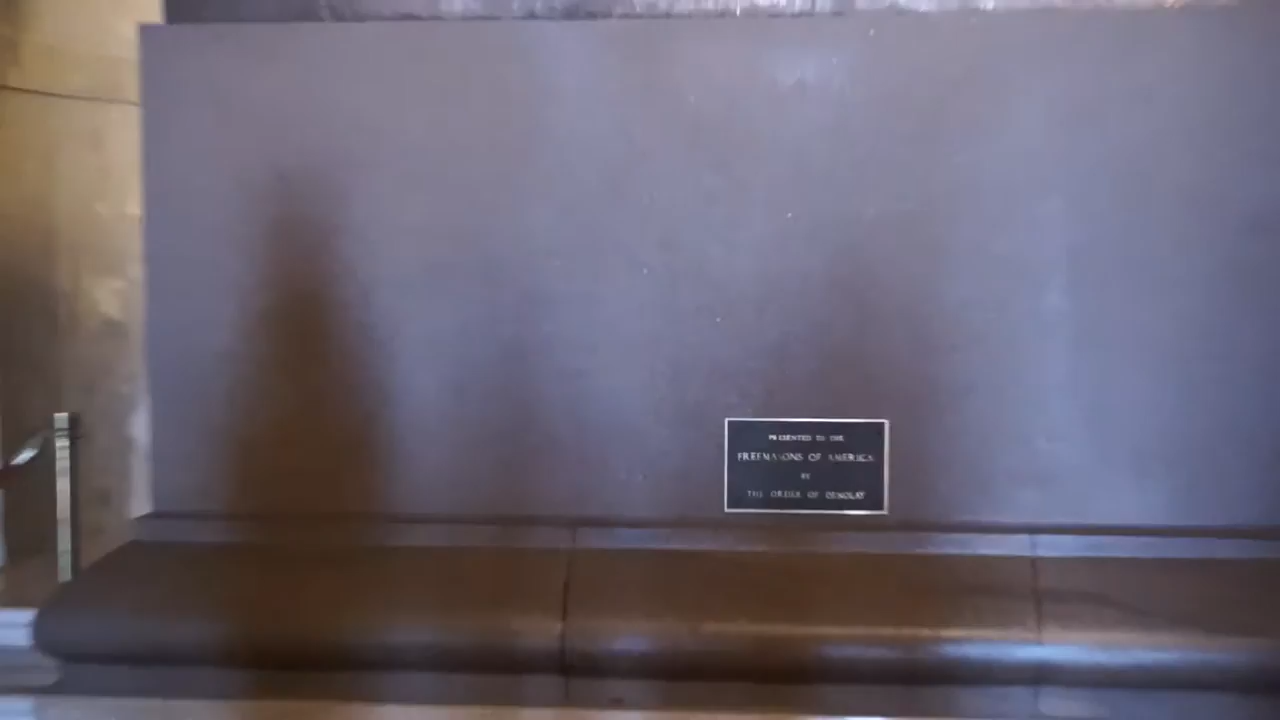 PRESENTED TO THE
FREEMASONS OF AMERICA
BY
THE ORDER OF DEMOLAY